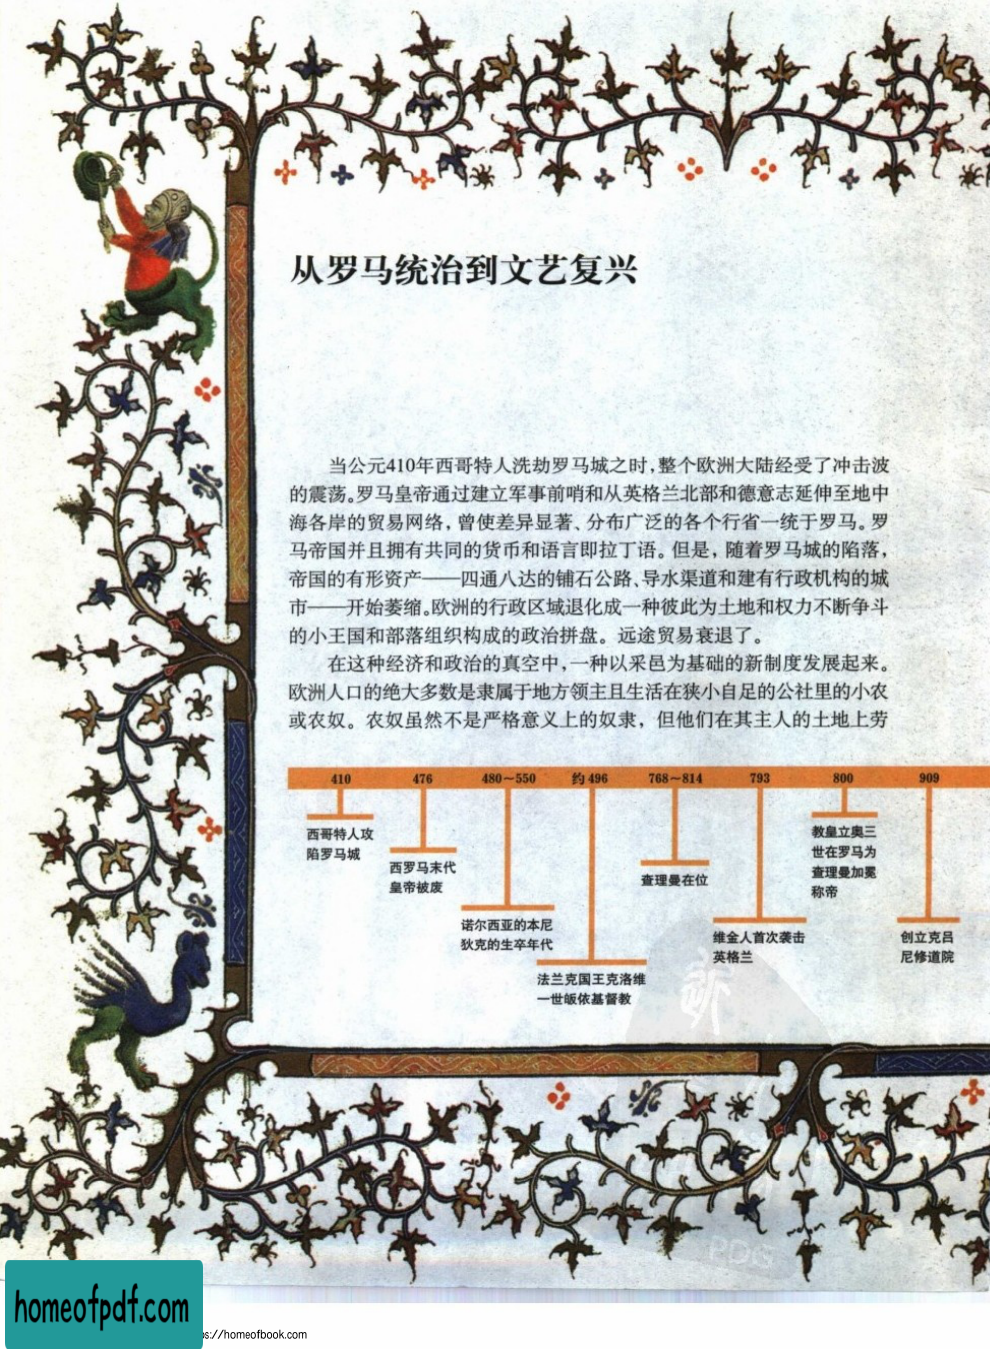 从罗马统治到文艺复兴
当公元410年西哥特人洗劫罗马城之时，整个欧洲大陆经受了冲击波
的震荡。罗马皇帝通过建立军事前哨和从英格兰北部和德意志延伸至地中
海各岸的贸易网络，曾使差异显著、分布广泛的各个行省一统于罗马。罗
马帝国并且拥有共同的货币和语言即拉丁语。但是，随着罗马城的陷落，
帝国的有形资产——四通八达的铺石公路、导水渠道和建有行政机构的城
市——开始萎缩。欧洲的行政区域退化成一种彼此为土地和权力不断争斗
的小王国和部落组织构成的政治拼盘。远途贸易衰退了。
在这种经济和政治的真空中，一种以采邑为基础的新制度发展起来。
欧洲人口的绝大多数是隶属于地方领主且生活在狭小自足的公社里的小农
或农奴。农奴虽然不是严格意义上的奴隶，但他们在其主人的土地上劳
410
476
480～550
约 496
768～814
793
800
909
西哥特人攻
陷罗马城
西罗马末代
皇帝被废
诺尔西亚的本尼
狄克的生卒年代
法兰克国王克洛维
一世皈依基督教
查理曼在位
维金人首次袭击
英格兰
教皇立奥三
世在罗马为
查理曼加冕
称帝
创立克吕
尼修道院
PDG
homeofpdf.com
ps://homeofbook.com